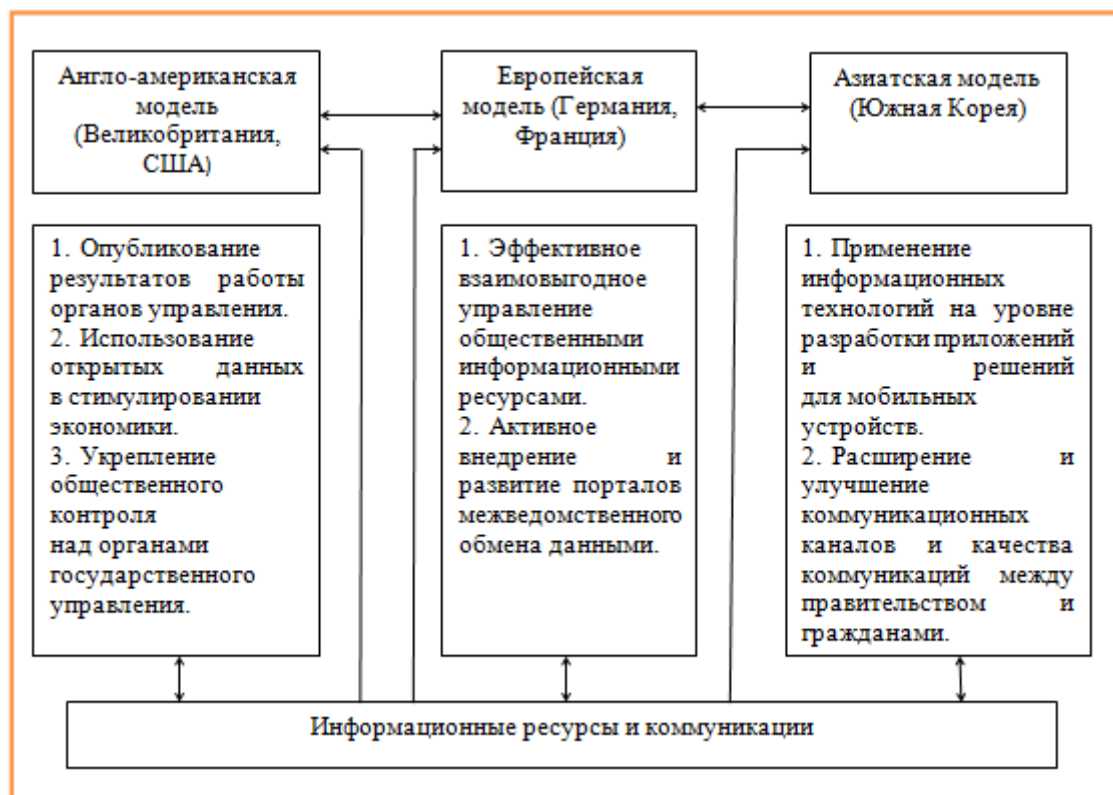 Англо-американская
модель
(Великобритания,
США)
Европейская
модель (Германия,
Франция)
Азиатская модель
(Южная Корея)
1. Опубликование
результатов работы
органов управления.
2. Использование
открытых данных
в стимулировании
экономики.
3. Укрепление
общественного
контроля
над органами
государственного
управления.
1. Эффективное
взаимовыгодное
управление
общественными
информационными
ресурсами.
2. Активное
внедрение и
развитие порталов
межведомственного
обмена данными.
1. Применение
информационных
технологий на уровне
разработки приложений
и решений
для мобильных
устройств.
2. Расширение и
улучшение
коммуникационных
каналов и качества
коммуникаций между
правительством и
гражданами.
Информационные ресурсы и коммуникации